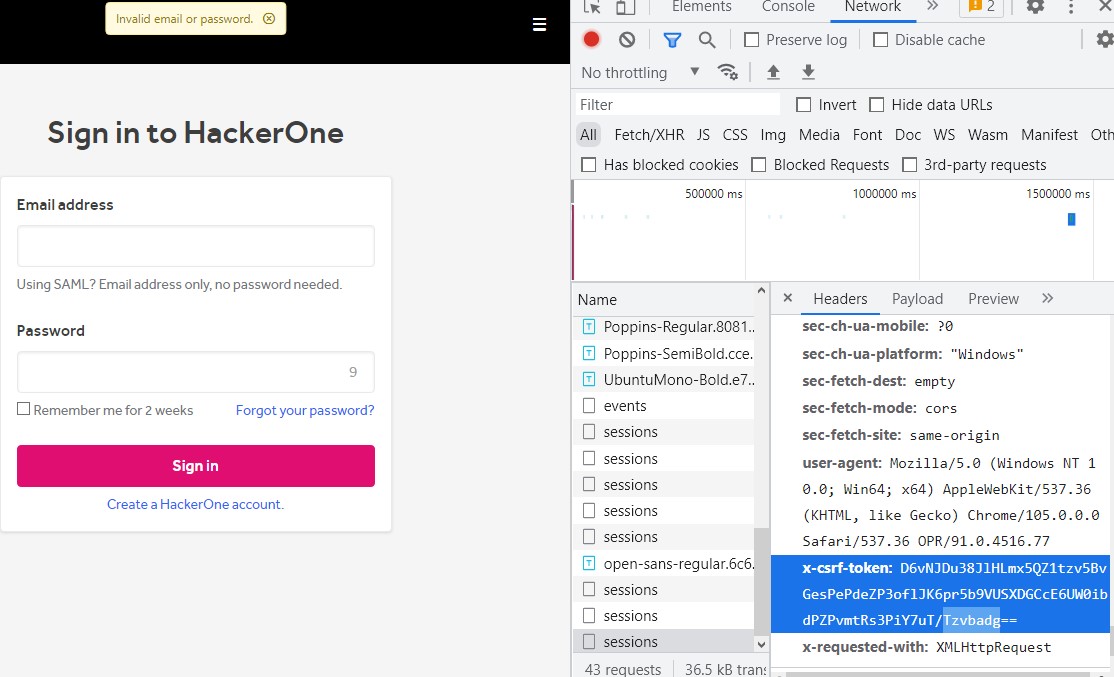 Invalid email or password.
Sign in to HackerOne
Email address
Using SAML? Email address only, no password needed.
Password
9
Remember me for 2 weeks
Forgot your password?
Sign in
Create a HackerOne account.
Elements Console Network 2
Preserve log Disable cache
No throttling
Filter Invert Hide data URLs
All Fetch/XHR JS CSS Img Media Font Doc WS Wasm Manifest Oth
Has blocked cookies Blocked Requests 3rd-party requests
500000 ms 1000000 ms 1500000 ms
Name
Poppins-Regular.8081..
Poppins-SemiBold.cce.
UbuntuMono-Bold.e7..
events
sessions
sessions
sessions
sessions
sessions
open-sans-regular.6c6.
sessions
sessions
sessions
43 requests 36.5 kB tran
Headers Payload Preview
sec-ch-ua-mobile: ?0
sec-ch-ua-platform: "Windows"
sec-fetch-dest: empty
sec-fetch-mode: cors
sec-fetch-site: same-origin
user-agent: Mozilla/5.0 (Windows NT 1
0.0; Win64; x64) AppleWebKit/537.36
(KHTML, like Gecko) Chrome/105.0.0.0
Safari/537.36 OPR/91.0.4516.77
x-csrf-token: D6vNJDu38JlHLmx5QZ1tzv5Bv
GesPePdeZP3oflJK6pr5b9VUSXDGCcE6UW0ib
dPZPvmtRs3PiY7uT/Tzvbadg==
x-requested-with: XMLHttpRequest